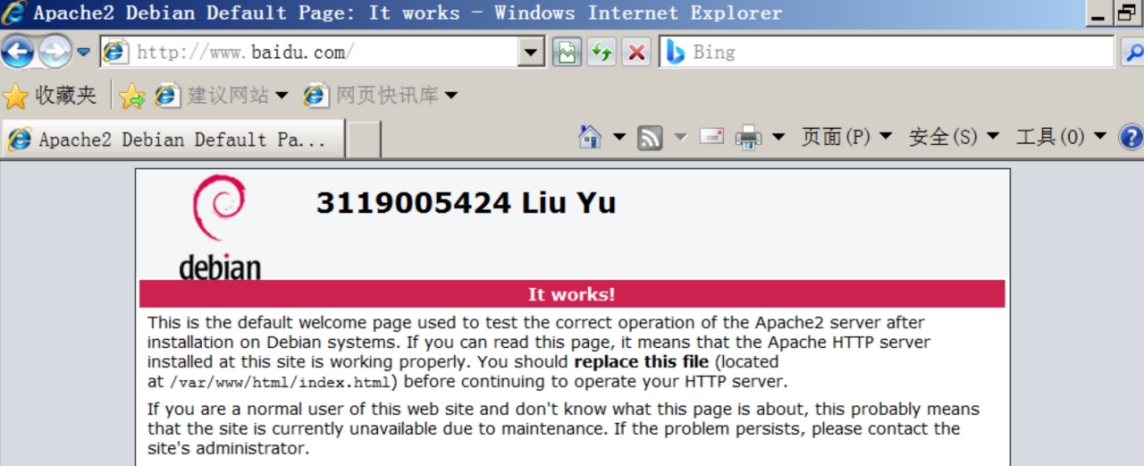 Apache2 Debian Default Page: It works - Windows Internet Explorer
http://www.baidu.com/
Bing
收藏夹 建议网站 网页快讯库
Apache2 Debian Default Pa...
页面(P) 安全(S) 工具(O)
3119005424 Liu Yu
debian
It works!
This is the default welcome page used to test the correct operation of the Apache2 server after
installation on Debian systems. If you can read this page, it means that the Apache HTTP server
installed at this site is working properly. You should replace this file (located
at /var/www/html/index.html) before continuing to operate your HTTP server.
If you are a normal user of this web site and don't know what this page is about, this probably means
that the site is currently unavailable due to maintenance. If the problem persists, please contact the
site's administrator.